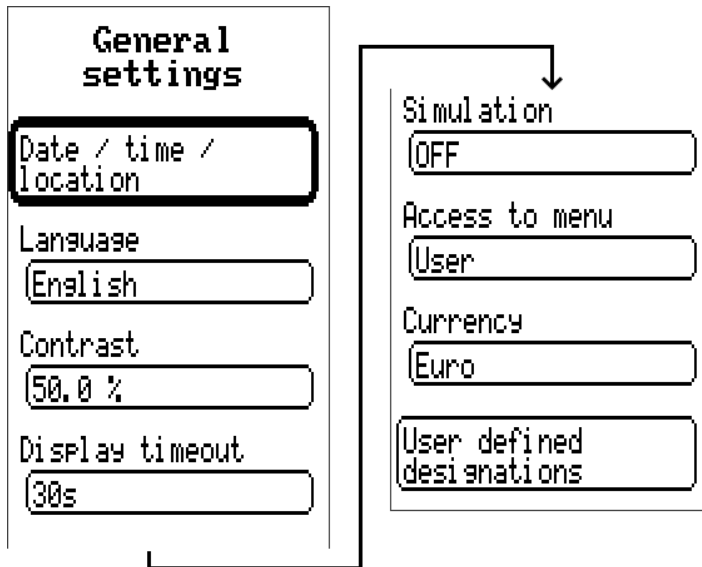 General
settings
Date / time /
location
Language
English
Contrast
50.0 %
Display timeout
30s
Simulation
OFF
Access to menu
User
Currency
Euro
User defined
designations